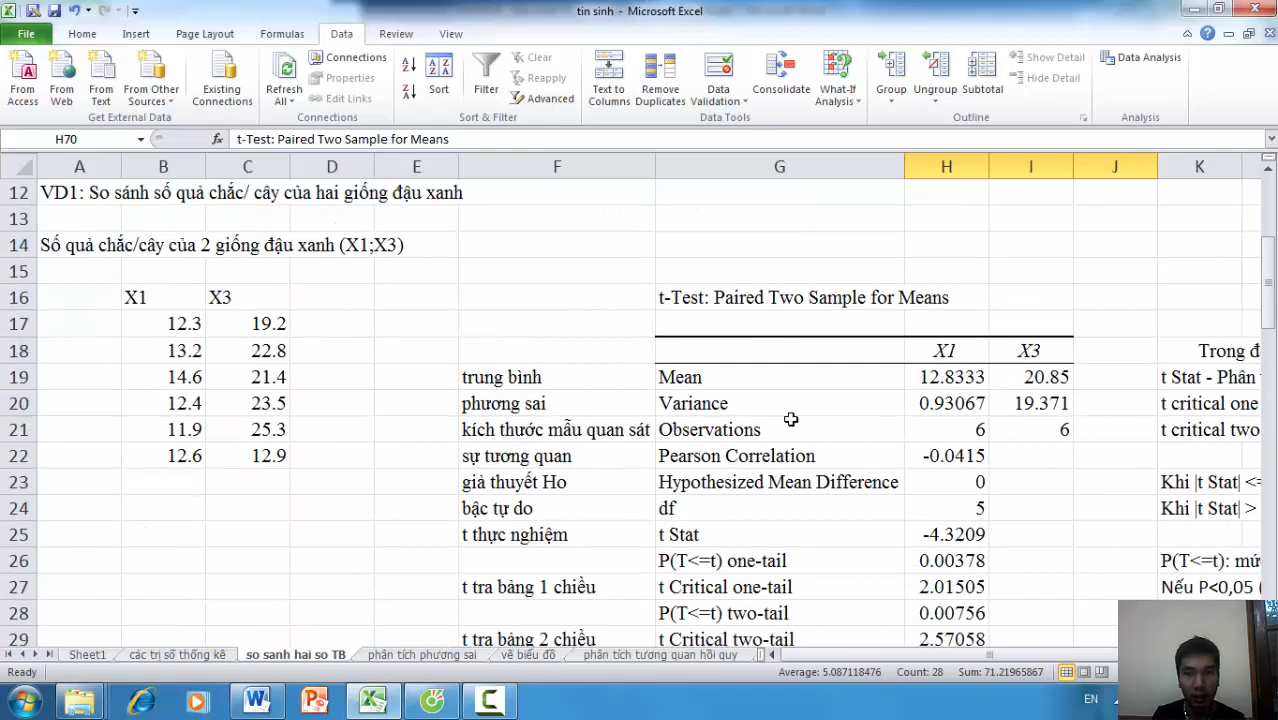 tin sinh - Microsoft Excel
File Home Insert Page Layout Formulas Data Review View
From Access
From Web
From Text
From Other Sources
Existing Connections
Refresh All
Connections
Properties
Edit Links
Sort
Filter
Clear
Reapply
Advanced
Text to Columns
Remove Duplicates
Data Validation
Consolidate
What-If Analysis
Group
Ungroup
Subtotal
Show Detail
Hide Detail
Data Analysis
Get External Data Connections Sort & Filter Data Tools Outline Analysis
H70 fx t-Test: Paired Two Sample for Means
A B C D E F G H I J K
12 VD1: So sánh số quả chắc/ cây của hai giống đậu xanh
13
14 Số quả chắc/cây của 2 giống đậu xanh (X1;X3)
15
16 X1 X3 t-Test: Paired Two Sample for Means
17 12.3 19.2
18 13.2 22.8 X1 X3 Trong đ
19 14.6 21.4 trung bình Mean 12.8333 20.85 t Stat - Phân
20 12.4 23.5 phương sai Variance 0.93067 19.371 t critical one
21 11.9 25.3 kích thước mẫu quan sát Observations 6 6 t critical two
22 12.6 12.9 sự tương quan Pearson Correlation -0.0415
23 giả thuyết Ho Hypothesized Mean Difference 0 Khi |t Stat| <=
24 bậc tự do df 5 Khi |t Stat| >
25 t thực nghiệm t Stat -4.3209
26 P(T<=t) one-tail 0.00378 P(T<=t): mứ
27 t tra bảng 1 chiều t Critical one-tail 2.01505 Nếu P<0,05 (
28 P(T<=t) two-tail 0.00756
29 t tra bảng 2 chiều t Critical two-tail 2.57058
Sheet1 các trị số thống kê so sanh hai so TB phân tích phương sai vẽ biểu đồ phân tích tương quan hồi quy
Ready Average: 5.087118476 Count: 28 Sum: 71.21965867
EN